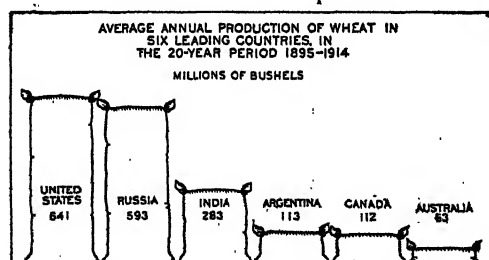 AVERAGE ANNUAL PRODUCTION OF WHEAT IN
SIX LEADING COUNTRIES, IN
THE 20-YEAR PERIOD 1895-1914
MILLIONS OF BUSHELS
UNITED
STATES
641
RUSSIA
593
INDIA
283
ARGENTINA
113
CANADA
112
AUSTRALIA
63